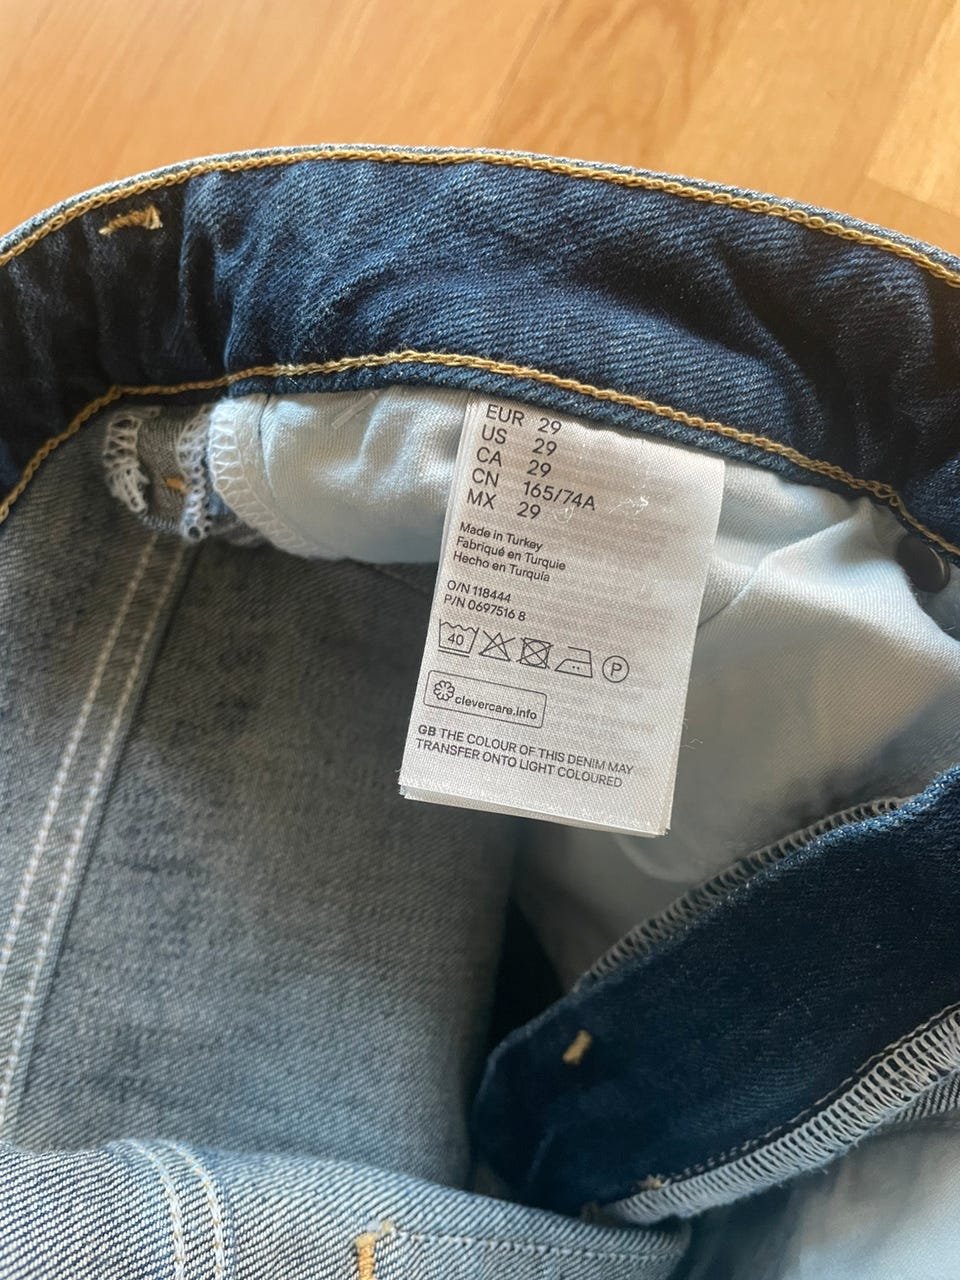 EUR 29
US 29
CA 29
CN 165/74A
MX 29
Made in Turkey
Fabriqué en Turquie
Hecho en Turquía
O/N 118444
P/N 0697516 8
40 P
clevercare.info
GB THE COLOUR OF THIS DENIM MAY
TRANSFER ONTO LIGHT COLOURED